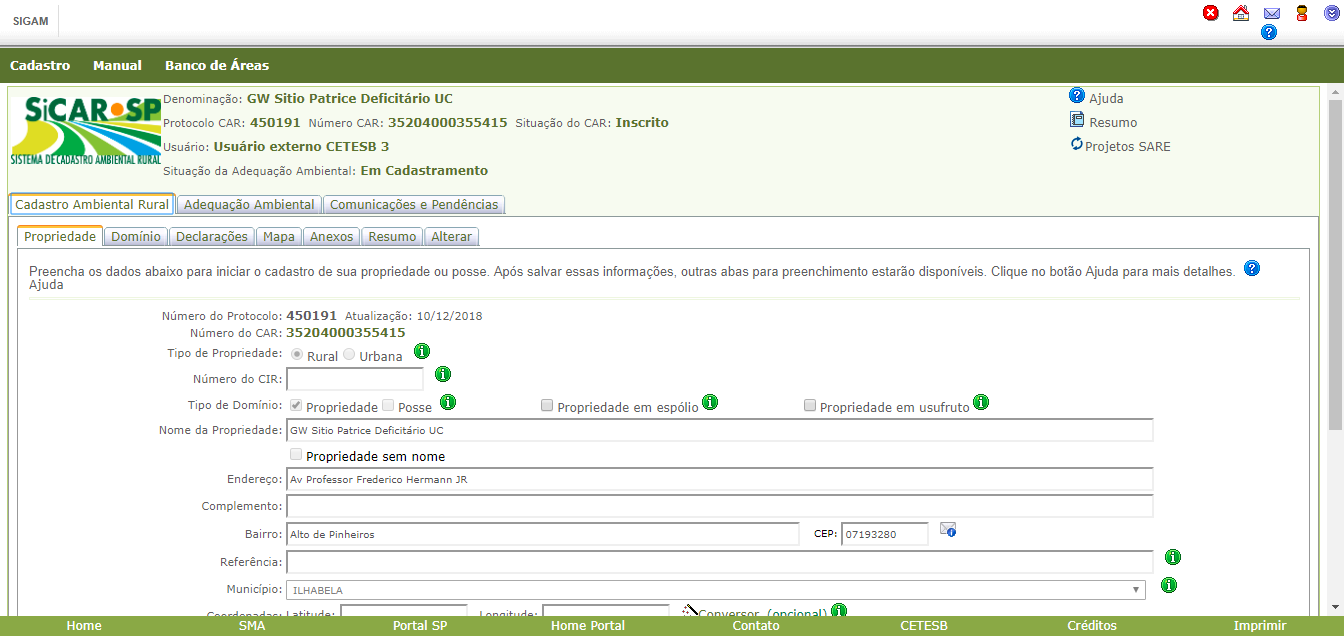 SIGAM
Cadastro Manual Banco de Áreas
SiCAR SP
SISTEMA DE CADASTRO AMBIENTAL RURAL
Denominação: GW Sitio Patrice Deficitário UC
Protocolo CAR: 450191 Número CAR: 35204000355415 Situação do CAR: Inscrito
Usuário: Usuário externo CETESB 3
Situação da Adequação Ambiental: Em Cadastramento
Ajuda
Resumo
Projetos SARE
Cadastro Ambiental Rural Adequação Ambiental Comunicações e Pendências
Propriedade Domínio Declarações Mapa Anexos Resumo Alterar
Preencha os dados abaixo para iniciar o cadastro de sua propriedade ou posse. Após salvar essas informações, outras abas para preenchimento estarão disponíveis. Clique no botão Ajuda para mais detalhes.
Ajuda
Número do Protocolo: 450191 Atualização: 10/12/2018
Número do CAR: 35204000355415
Tipo de Propriedade: Rural Urbana
Número do CIR:
Tipo de Domínio: Propriedade Posse Propriedade em espólio Propriedade em usufruto
Nome da Propriedade: GW Sitio Patrice Deficitário UC
Propriedade sem nome
Endereço: Av Professor Frederico Hermann JR
Complemento:
Bairro: Alto de Pinheiros CEP: 07193280
Referência:
Município: ILHABELA
Coordenadas: Latitude: Longitude: Conversor (opcional)
Home SMA Portal SP Home Portal Contato CETESB Créditos Imprimir